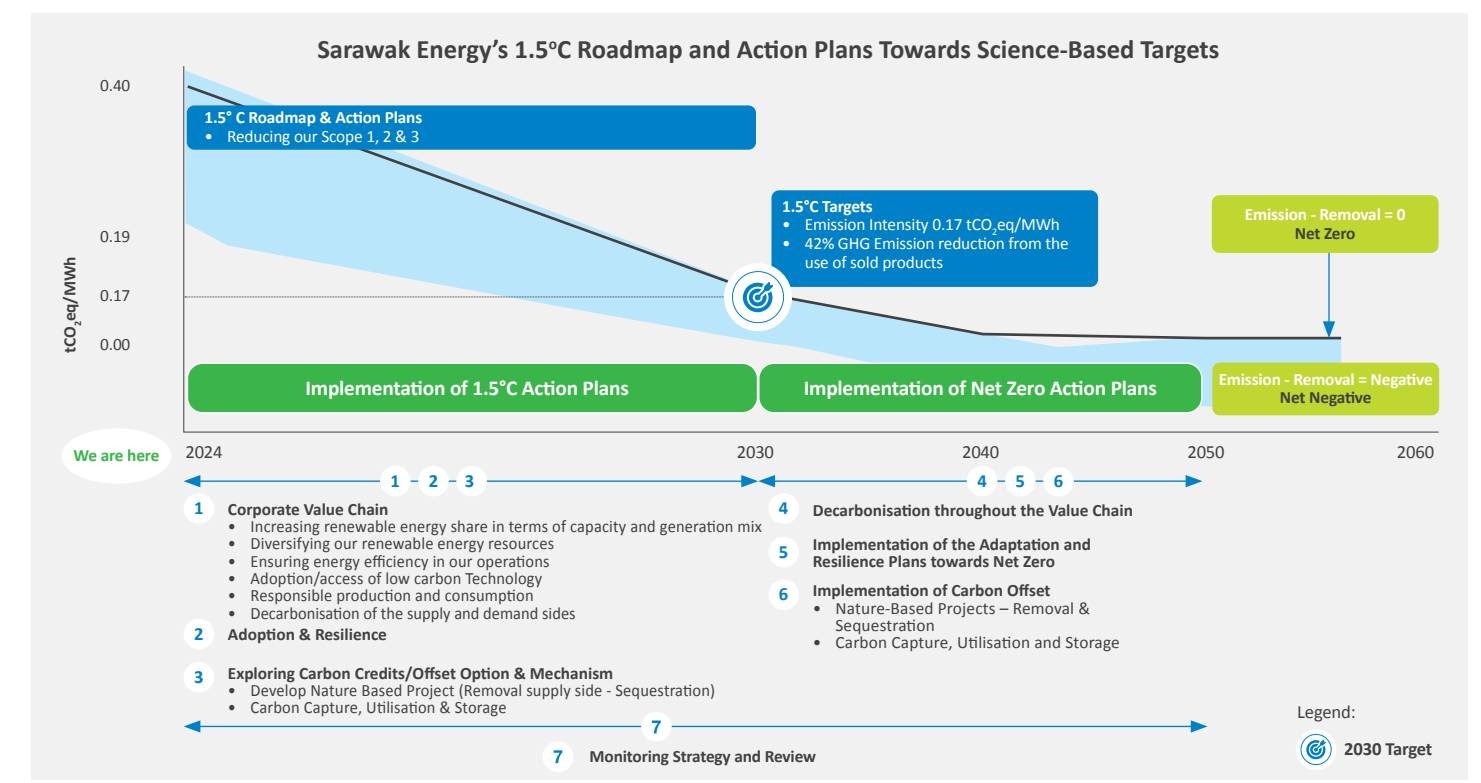 Sarawak Energy's 1.5°C Roadmap and Action Plans Towards Science-Based Targets
tCO₂eq/MWh
0.40
0.19
0.17
0.00
1.5° C Roadmap & Action Plans
• Reducing our Scope 1, 2 & 3
1.5°C Targets
• Emission Intensity 0.17 tCO₂eq/MWh
• 42% GHG Emission reduction from the
use of sold products
Emission - Removal = 0
Net Zero
Implementation of 1.5°C Action Plans
Implementation of Net Zero Action Plans
Emission - Removal = Negative
Net Negative
We are here
2024
2030
2040
2050
2060
1 2 3
4 5 6
1 Corporate Value Chain
• Increasing renewable energy share in terms of capacity and generation mix
• Diversifying our renewable energy resources
• Ensuring energy efficiency in our operations
• Adoption/access of low carbon Technology
• Responsible production and consumption
• Decarbonisation of the supply and demand sides
2 Adoption & Resilience
3 Exploring Carbon Credits/Offset Option & Mechanism
• Develop Nature Based Project (Removal supply side - Sequestration)
• Carbon Capture, Utilisation & Storage
4 Decarbonisation throughout the Value Chain
5 Implementation of the Adaptation and
Resilience Plans towards Net Zero
6 Implementation of Carbon Offset
• Nature-Based Projects – Removal &
Sequestration
• Carbon Capture, Utilisation and Storage
7
7 Monitoring Strategy and Review
Legend:
2030 Target